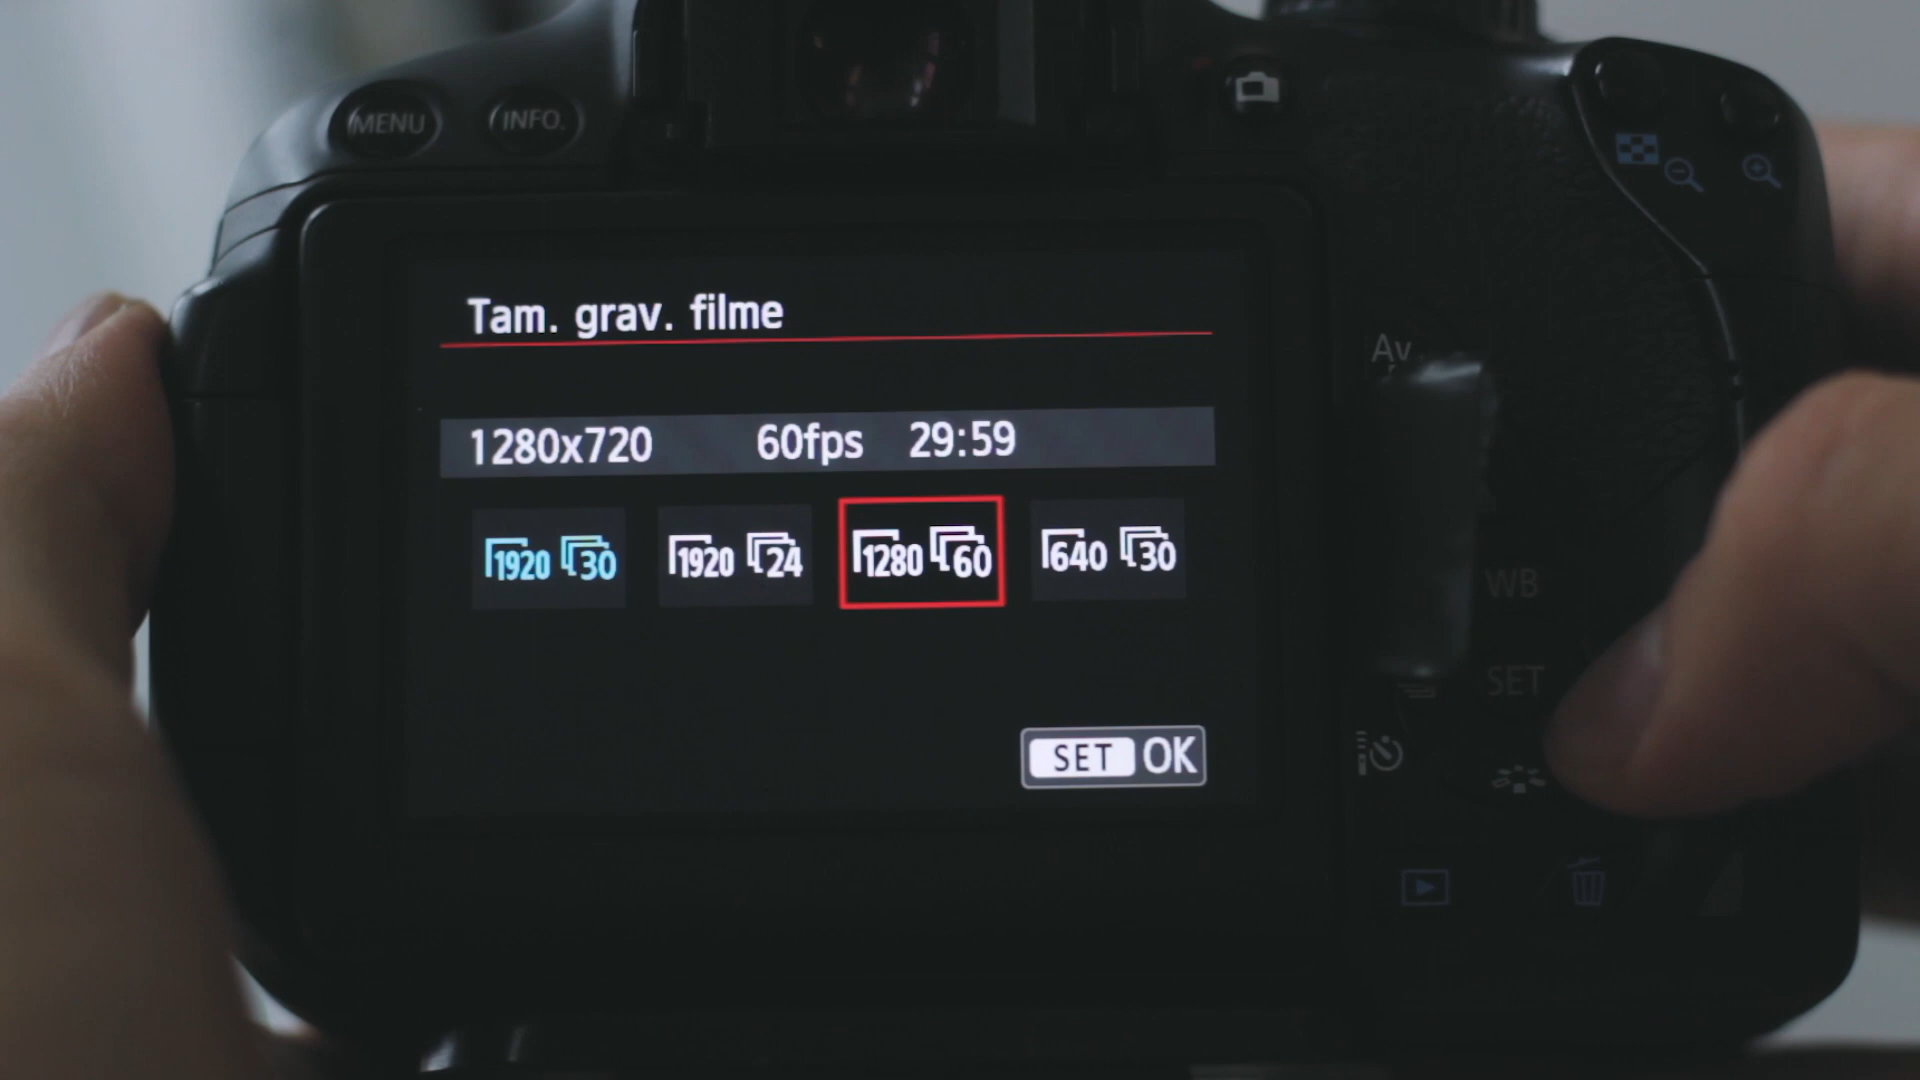 MENU INFO.
Tam. grav. filme
Av
1280x720 60fps 29:59
1920 30 1920 24 1280 60 640 30
WB
SET
SET OK